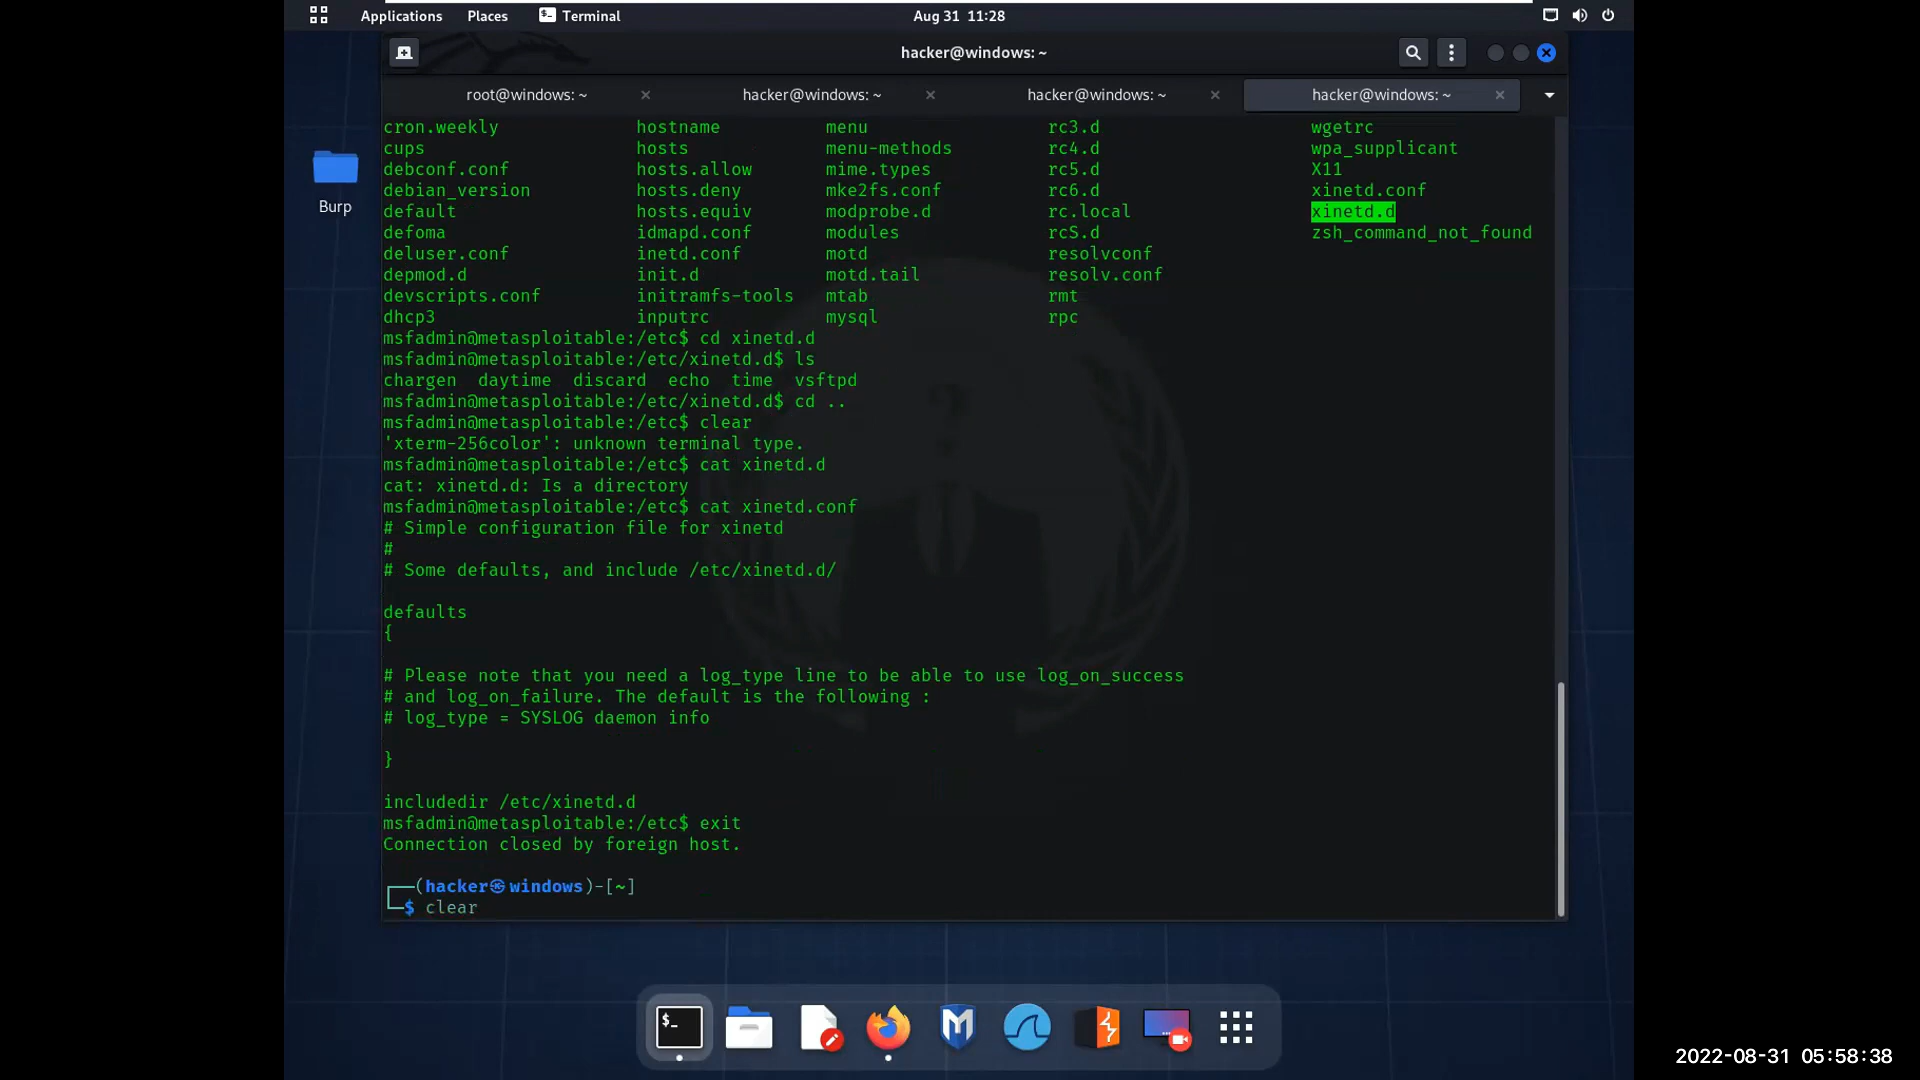 Applications Places Terminal Aug 31 11:28
hacker@windows: ~
root@windows: ~ hacker@windows: ~ hacker@windows: ~ hacker@windows: ~
Burp
cron.weekly hostname menu rc3.d wgetrc
cups hosts menu-methods rc4.d wpa_supplicant
debconf.conf hosts.allow mime.types rc5.d X11
debian_version hosts.deny mke2fs.conf rc6.d xinetd.conf
default hosts.equiv modprobe.d rc.local xinetd.d
defoma idmapd.conf modules rcS.d zsh_command_not_found
deluser.conf inetd.conf motd resolvconf
depmod.d init.d motd.tail resolv.conf
devscripts.conf initramfs-tools mtab rmt
dhcp3 inputrc mysql rpc
msfadmin@metasploitable:/etc$ cd xinetd.d
msfadmin@metasploitable:/etc/xinetd.d$ ls
chargen daytime discard echo time vsftpd
msfadmin@metasploitable:/etc/xinetd.d$ cd ..
msfadmin@metasploitable:/etc$ clear
'xterm-256color': unknown terminal type.
msfadmin@metasploitable:/etc$ cat xinetd.d
cat: xinetd.d: Is a directory
msfadmin@metasploitable:/etc$ cat xinetd.conf
# Simple configuration file for xinetd
#
# Some defaults, and include /etc/xinetd.d/
defaults
{
# Please note that you need a log_type line to be able to use log_on_success
# and log_on_failure. The default is the following :
# log_type = SYSLOG daemon info
}
includedir /etc/xinetd.d
msfadmin@metasploitable:/etc$ exit
Connection closed by foreign host.
┌──(hacker㉿windows)-[~]
└─$ clear
2022-08-31 05:58:38